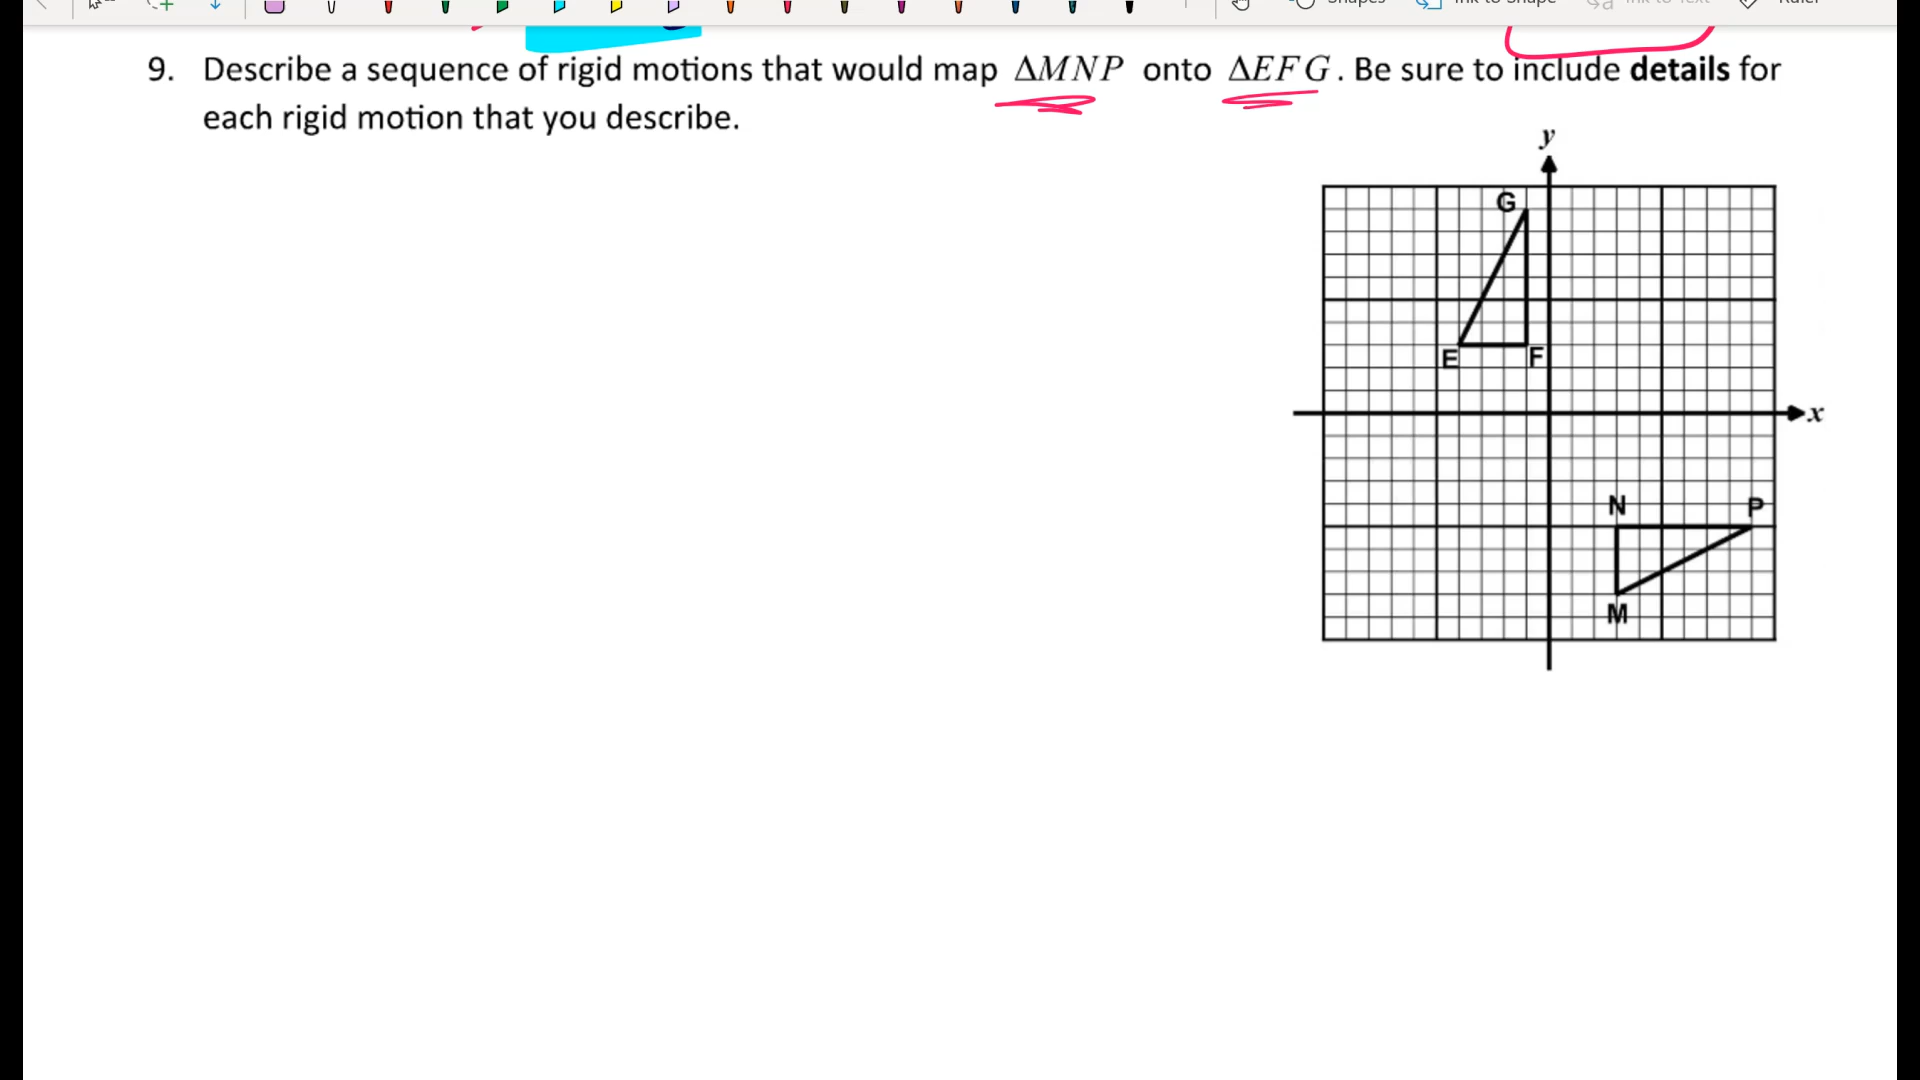 9. Describe a sequence of rigid motions that would map ΔMNP onto ΔEFG. Be sure to include details for
each rigid motion that you describe.
y
G
E F
x
N P
M